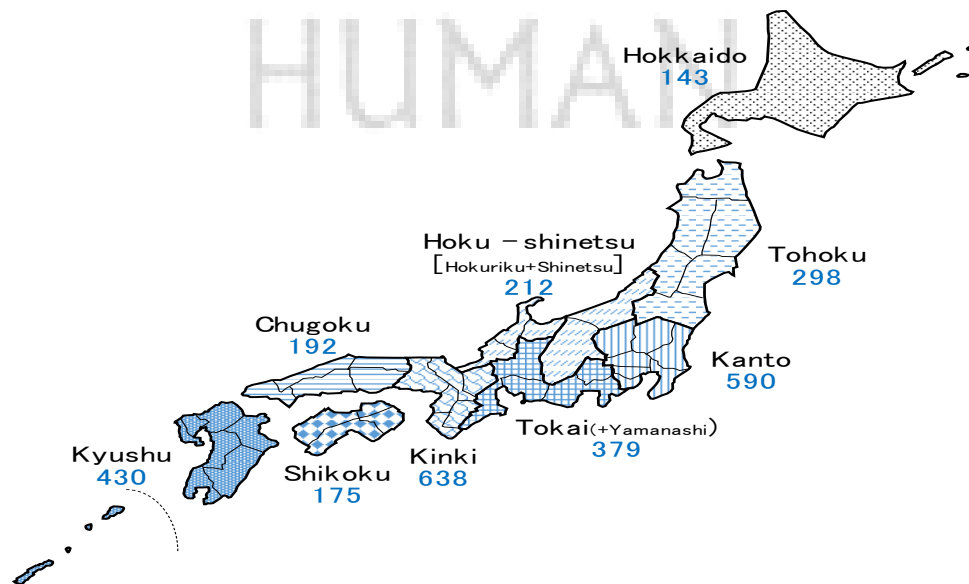 HUMAN
Hokkaido
143
Hoku－shinetsu
[Hokuriku+Shinetsu]
212
Tohoku
298
Chugoku
192
Kanto
590
Tokai(+Yamanashi)
379
Kyushu
430
Shikoku
175
Kinki
638